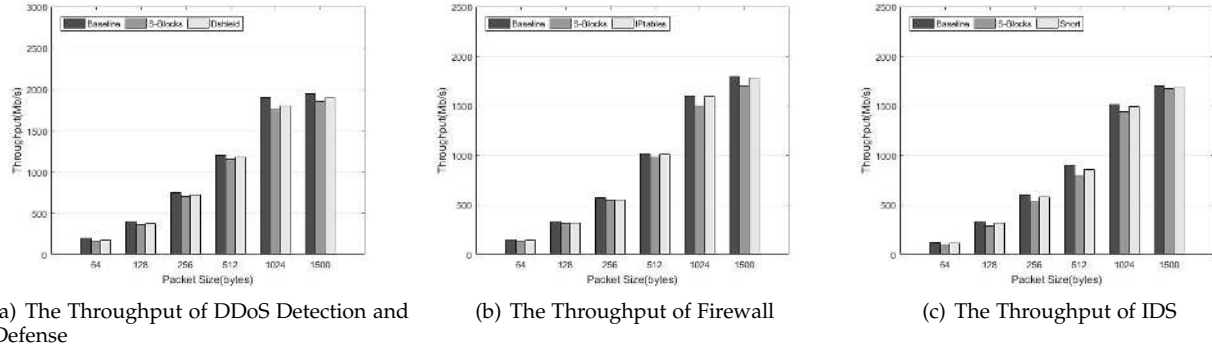 3000
2500
2000
1500
1000
500
0
Throughput(Mb/s)
Baseline S-Blocks Dshield
64 128 256 512 1024 1500
Packet Size(bytes)
a) The Throughput of DDoS Detection and
Defense
2500
2000
1500
1000
500
0
Throughput(Mb/s)
Baseline S-Blocks IPtables
64 128 256 512 1024 1500
Packet Size(bytes)
(b) The Throughput of Firewall
2500
2000
1500
1000
500
0
Throughput(Mb/s)
Baseline S-Blocks Snort
64 128 256 512 1024 1500
Packet Size(bytes)
(c) The Throughput of IDS